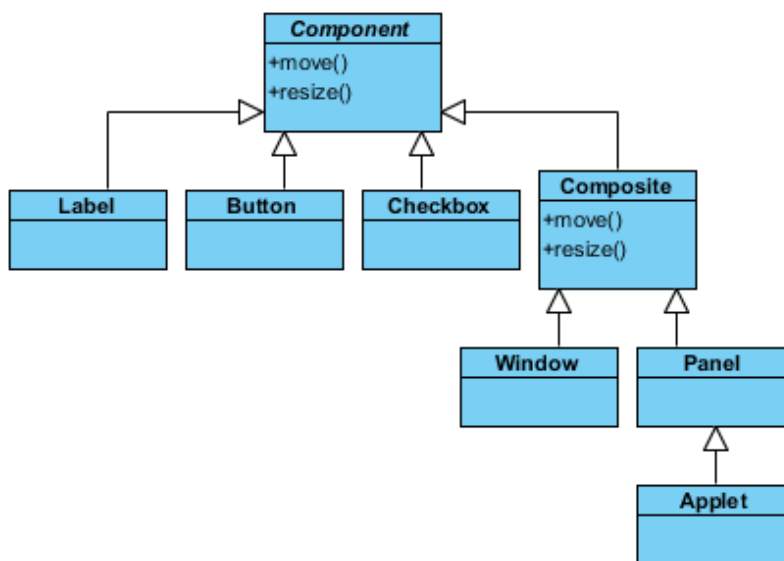 Component
+move()
+resize()
Label
Button
Checkbox
Composite
+move()
+resize()
Window
Panel
Applet